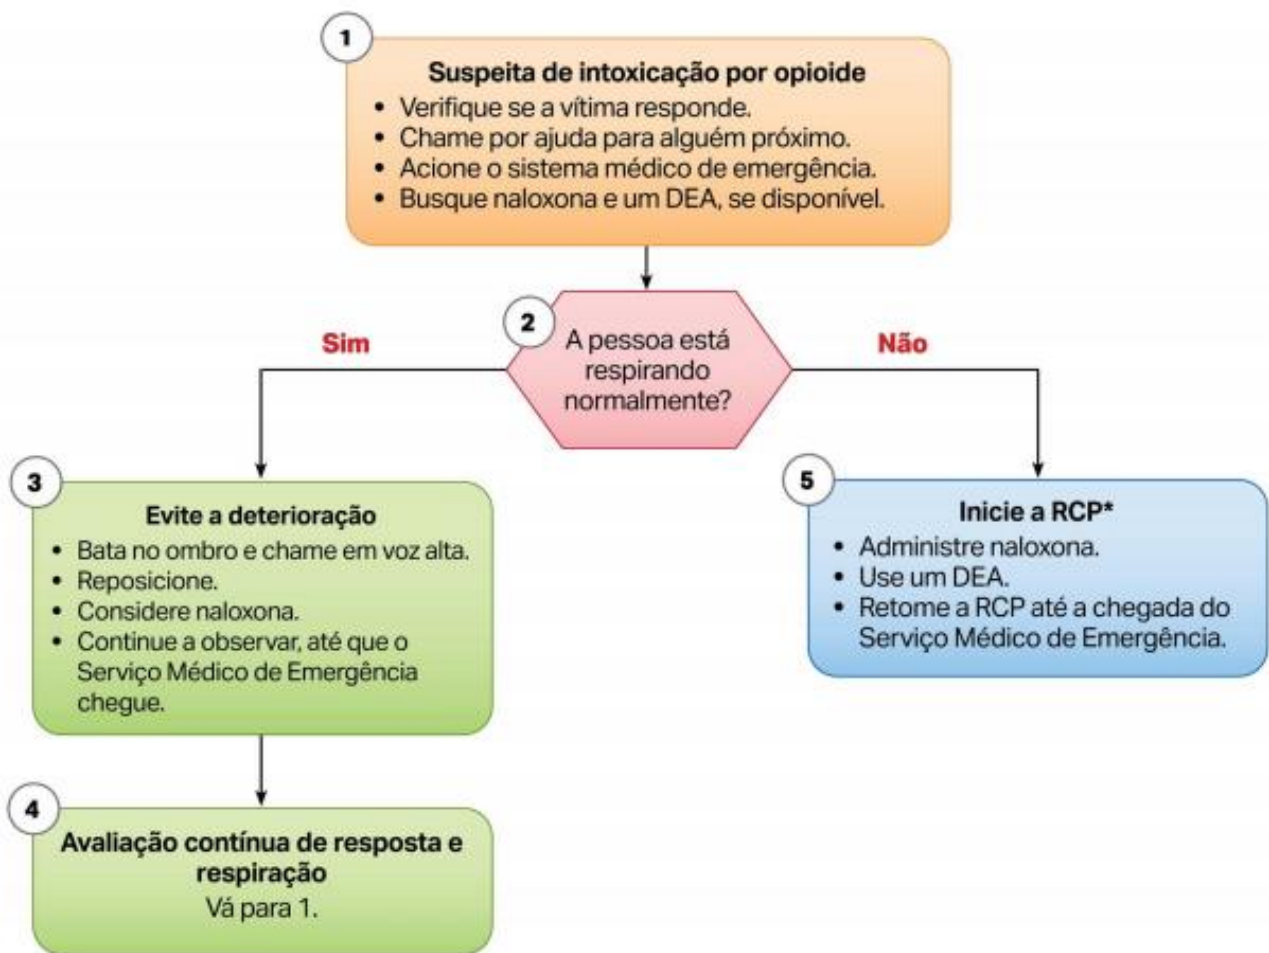 1
Suspeita de intoxicação por opioide
• Verifique se a vítima responde.
• Chame por ajuda para alguém próximo.
• Acione o sistema médico de emergência.
• Busque naloxona e um DEA, se disponível.
2
A pessoa está
respirando
normalmente?
Sim
Não
3
Evite a deterioração
• Bata no ombro e chame em voz alta.
• Reposicione.
• Considere naloxona.
• Continue a observar, até que o
Serviço Médico de Emergência
chegue.
4
Avaliação contínua de resposta e
respiração
Vá para 1.
5
Inicie a RCP*
• Administre naloxona.
• Use um DEA.
• Retome a RCP até a chegada do
Serviço Médico de Emergência.